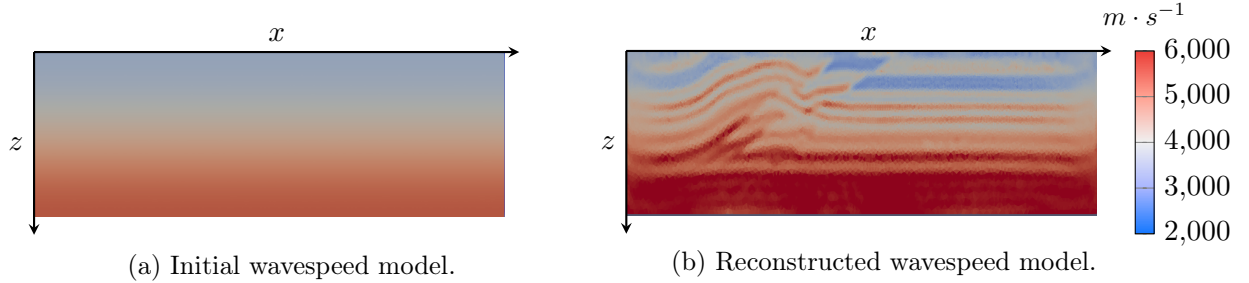 x
z
(a) Initial wavespeed model.
x
z
(b) Reconstructed wavespeed model.
m · s⁻¹
6,000
5,000
4,000
3,000
2,000